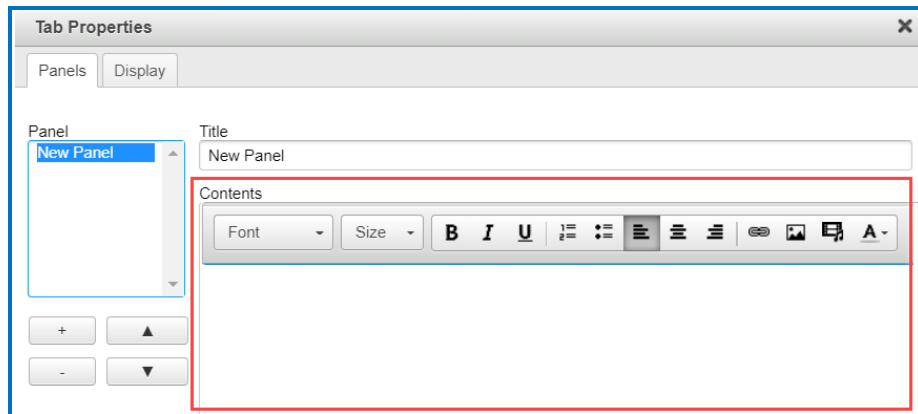 Tab Properties
Panels Display
Panel
New Panel
Title
New Panel
Contents
Font Size B I U A
+
-